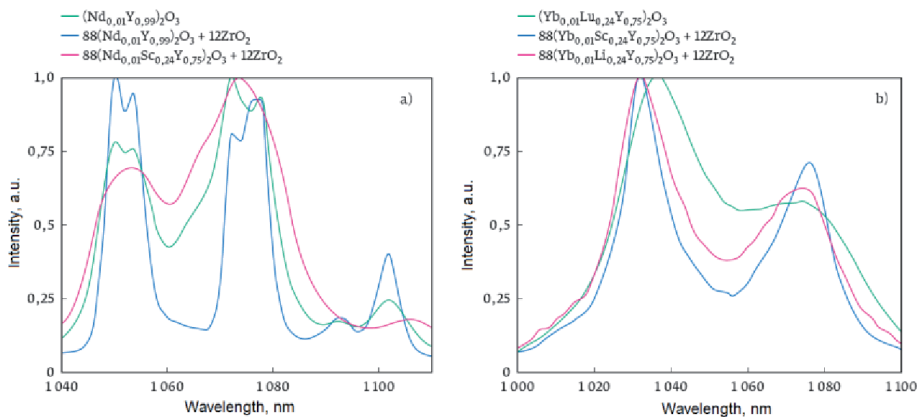 (Nd0,01Y0,99)2O3
88(Nd0,01Y0,99)2O3 + 12ZrO2
88(Nd0,01Sc0,24Y0,75)2O3 + 12ZrO2
1,0
a)
0,75
0,5
0,25
0
Intensity, a.u.
1 040
1 060
1 080
1 100
Wavelength, nm
(Yb0,01Lu0,24Y0,75)2O3
88(Yb0,01Sc0,24Y0,75)2O3 + 12ZrO2
88(Yb0,01Li0,24Y0,75)2O3 + 12ZrO2
1,0
b)
0,75
0,5
0,25
0
Intensity, a.u.
1 000
1 020
1 040
1 060
1 080
1 100
Wavelength, nm